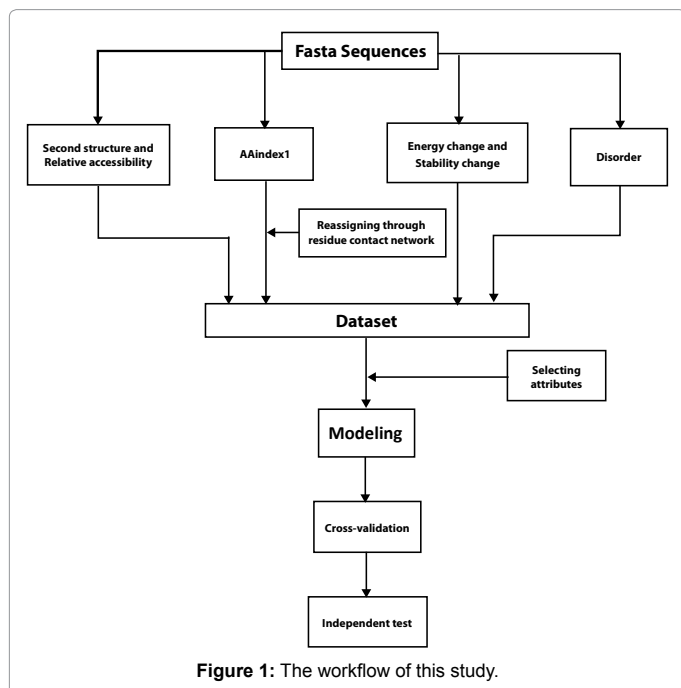 Fasta Sequences
Second structure and
Relative accessibility
AAindex1
Energy change and
Stability change
Disorder
Reassigning through
residue contact network
Dataset
Selecting
attributes
Modeling
Cross-validation
Independent test
Figure 1: The workflow of this study.